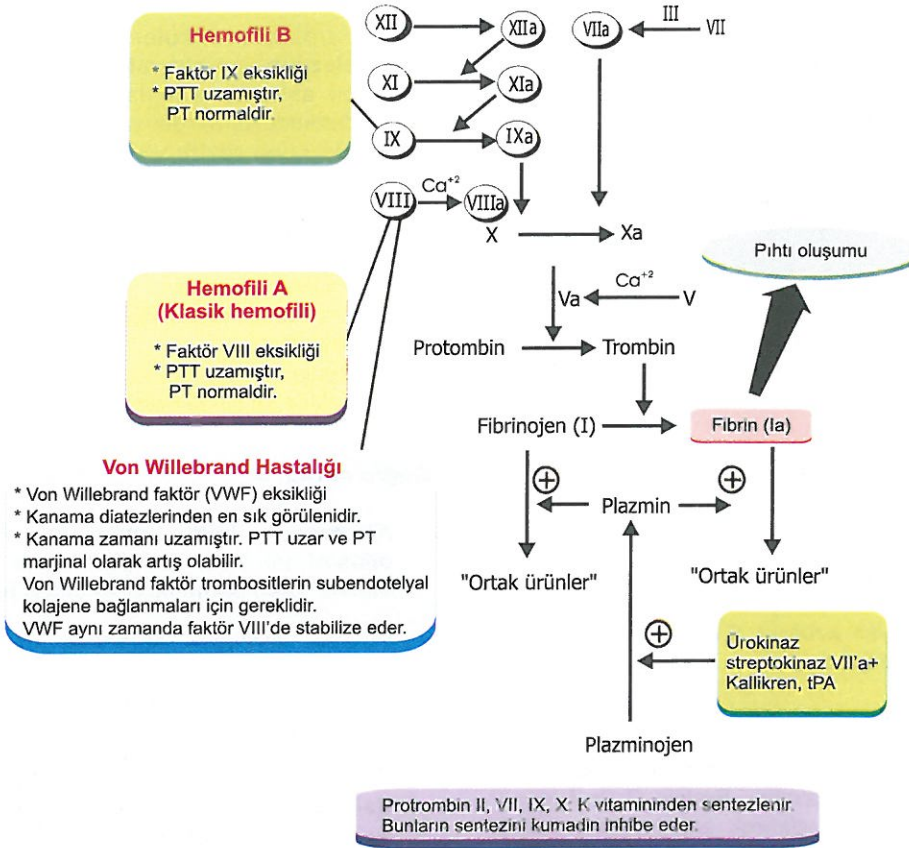 Hemofili B
* Faktör IX eksikliği
* PTT uzamıştır,
PT normaldir.
XII
XIIa
VIIa
III
VII
XI
XIa
IX
IXa
VIII
Ca+2
VIIIa
X
Xa
Pıhtı oluşumu
Hemofili A
(Klasik hemofili)
* Faktör VIII eksikliği
* PTT uzamıştır,
PT normaldir.
Va
Ca+2
V
Protombin
Trombin
Fibrinojen (I)
Fibrin (Ia)
Von Willebrand Hastalığı
* Von Willebrand faktör (VWF) eksikliği
* Kanama diatezlerinden en sık görülenidir.
* Kanama zamanı uzamıştır. PTT uzar ve PT
marjinal olarak artış olabilir.
Von Willebrand faktör trombositlerin subendotelyal
kolajene bağlanmaları için gereklidir.
VWF aynı zamanda faktör VIII'de stabilize eder.
+
Plazmin
+
"Ortak ürünler"
"Ortak ürünler"
+
Ürokinaz
streptokinaz VII'a+
Kallikren, tPA
Plazminojen
Protrombin II, VII, IX, X: K vitamininden sentezlenir.
Bunların sentezini kumadin inhibe eder.